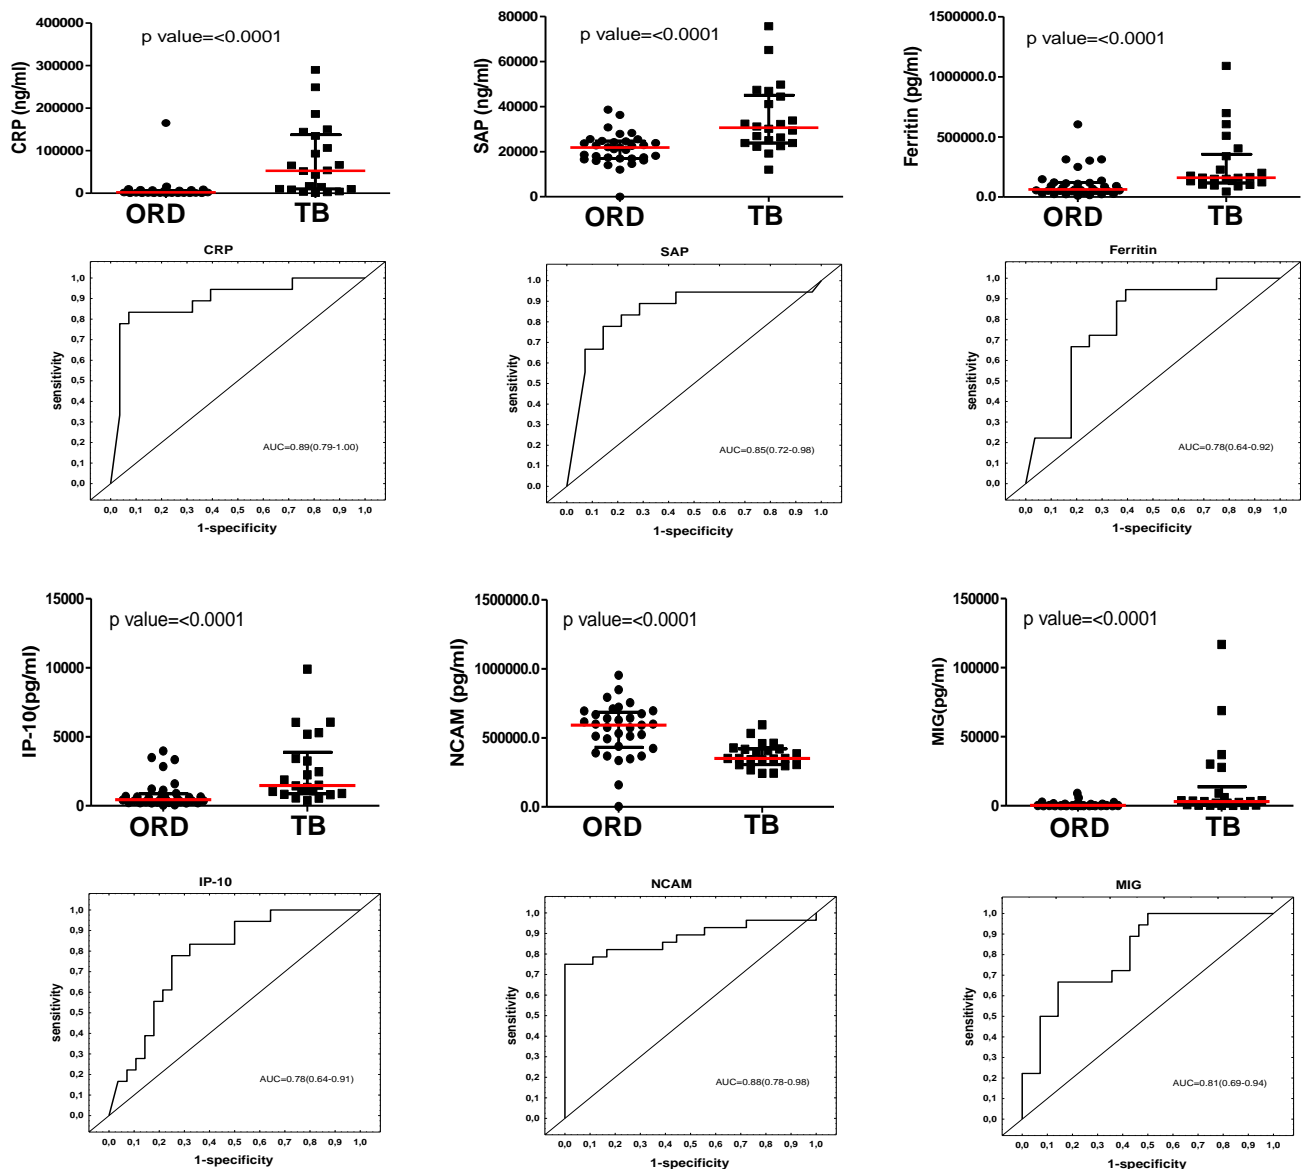 p value=<0.0001
CRP (ng/ml)
400000
300000
200000
100000
0
ORD
TB
p value=<0.0001
SAP (ng/ml)
80000
60000
40000
20000
0
ORD
TB
p value=<0.0001
Ferritin (pg/ml)
1500000.0
1000000.0
500000.0
0.0
ORD
TB
CRP
sensitivity
1,0
0,9
0,8
0,7
0,6
0,5
0,4
0,3
0,2
0,1
0,0
AUC=0.89(0.79-1.00)
0,0 0,1 0,2 0,3 0,4 0,5 0,6 0,7 0,8 0,9 1,0
1-specificity
SAP
sensitivity
1.0
0.9
0.8
0.7
0.6
0.5
0.4
0.3
0.2
0.1
0.0
AUC=0.85(0.72-0.98)
0.0 0.1 0.2 0.3 0.4 0.5 0.6 0.7 0.8 0.9 1.0
1-specificity
Ferritin
sensitivity
1,0
0,9
0,8
0,7
0,6
0,5
0,4
0,3
0,2
0,1
0,0
AUC=0.78(0.64-0.92)
0,0 0,1 0,2 0,3 0,4 0,5 0,6 0,7 0,8 0,9 1,0
1-specificity
p value=<0.0001
IP-10(pg/ml)
15000
10000
5000
0
ORD
TB
p value=<0.0001
NCAM (pg/ml)
1500000.0
1000000.0
500000.0
0.0
ORD
TB
p value=<0.0001
MIG(pg/ml)
150000
100000
50000
0
ORD
TB
IP-10
sensitivity
1,0
0,9
0,8
0,7
0,6
0,5
0,4
0,3
0,2
0,1
0,0
AUC=0.78(0.64-0.91)
0,0 0,1 0,2 0,3 0,4 0,5 0,6 0,7 0,8 0,9 1,0
1-specificity
NCAM
sensitivity
1,0
0,9
0,8
0,7
0,6
0,5
0,4
0,3
0,2
0,1
0,0
AUC=0.88(0.78-0.98)
0,0 0,1 0,2 0,3 0,4 0,5 0,6 0,7 0,8 0,9 1,0
1-specificity
MIG
sensitivity
1,0
0,9
0,8
0,7
0,6
0,5
0,4
0,3
0,2
0,1
0,0
AUC=0.81(0.69-0.94)
0,0 0,1 0,2 0,3 0,4 0,5 0,6 0,7 0,8 0,9 1,0
1-specificity